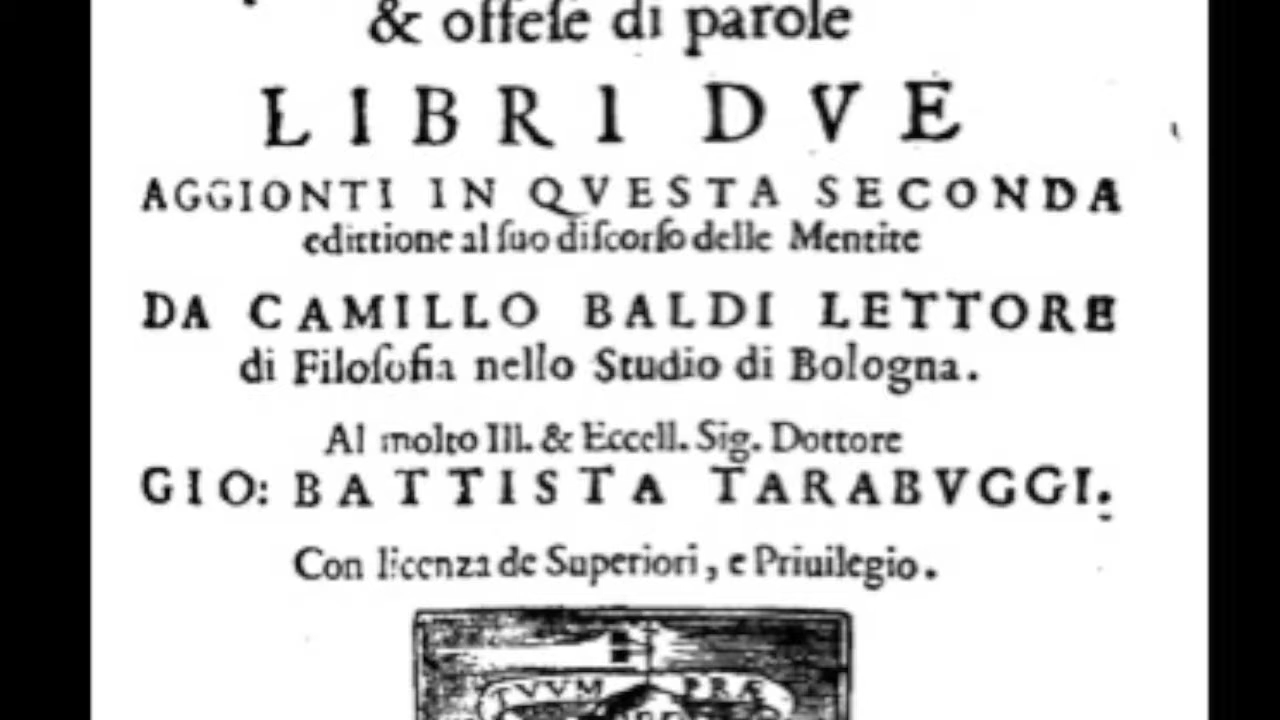 & offeſe di parole
LIBRI DVE
AGGIONTI IN QVESTA SECONDA
edittione al ſuo diſcorſo delle Mentite
DA CAMILLO BALDI LETTORE
di Filoſofia nello Studio di Bologna.
Al molto Ill. & Eccell. Sig. Dottore
GIO: BATTISTA TARABVGGI.
Con licenza de Superiori, e Priuilegio.
TVVM PRÆ